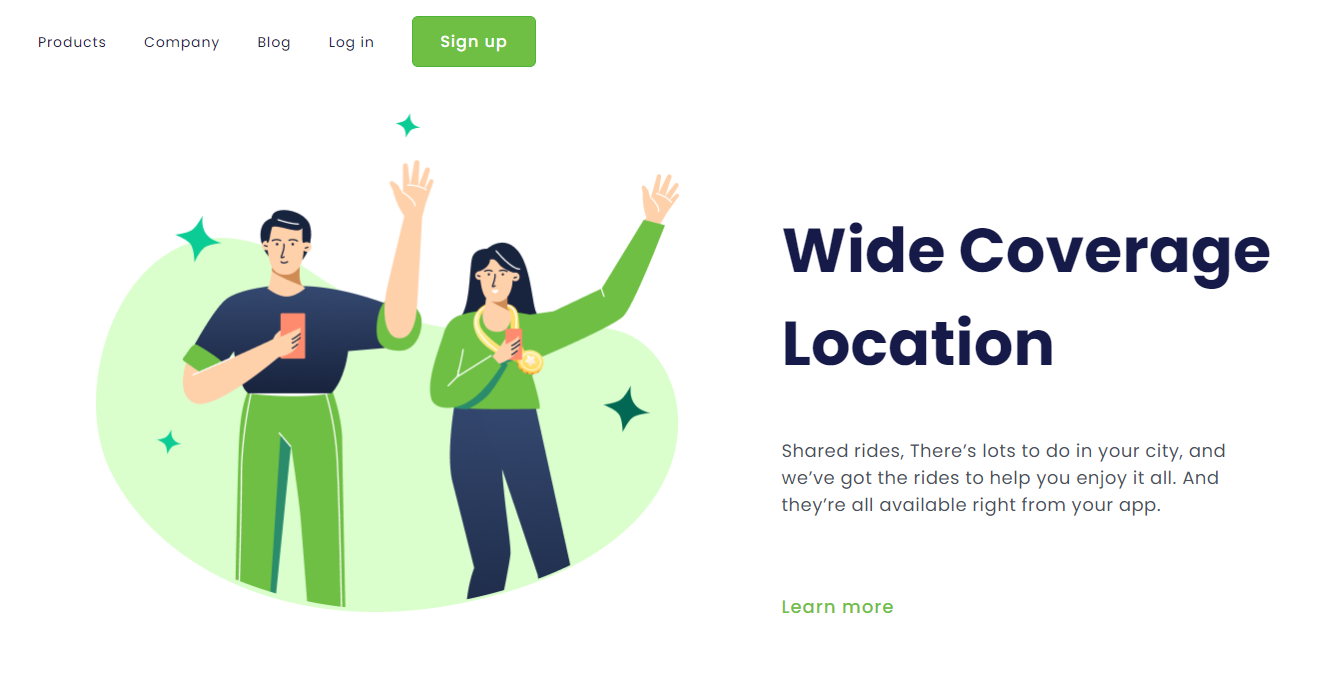 Products Company Blog Log in Sign up
Wide Coverage
Location
Shared rides, There’s lots to do in your city, and
we’ve got the rides to help you enjoy it all. And
they’re all available right from your app.
Learn more